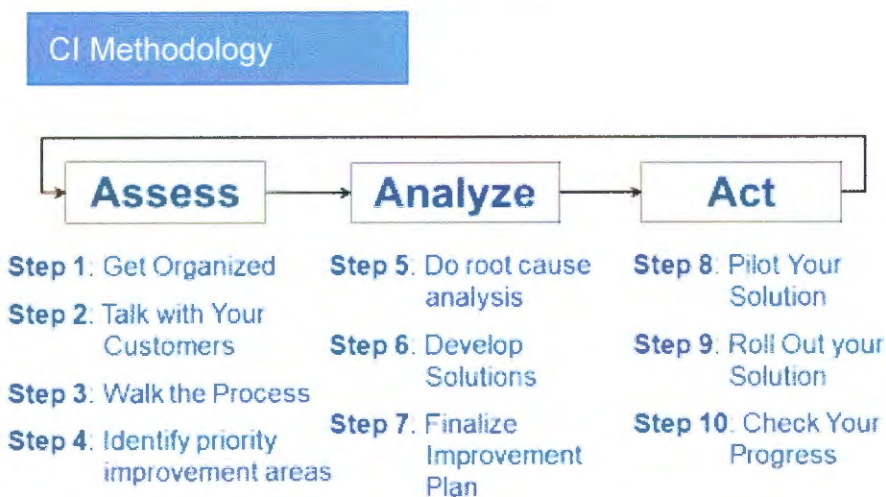 CI Methodology
Assess
Analyze
Act
Step 1: Get Organized
Step 2: Talk with Your
Customers
Step 3: Walk the Process
Step 4: Identify priority
improvement areas
Step 5: Do root cause
analysis
Step 6: Develop
Solutions
Step 7: Finalize
Improvement
Plan
Step 8: Pilot Your
Solution
Step 9: Roll Out your
Solution
Step 10: Check Your
Progress